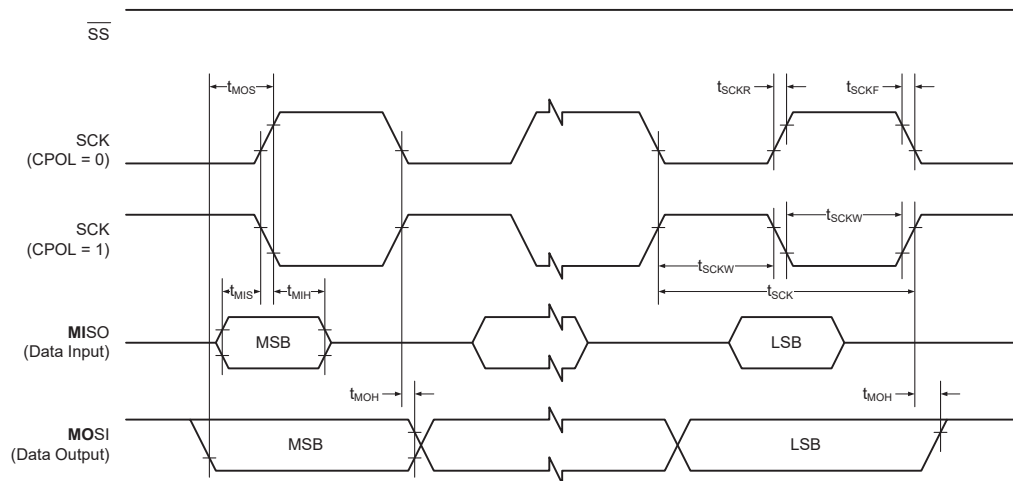 SS
tMOS
tSCKR
tSCKF
SCK
(CPOL = 0)
SCK
(CPOL = 1)
tSCKW
tSCKW
tSCK
tMIS
tMIH
MISO
(Data Input)
MSB
LSB
tMOH
tMOH
MOSI
(Data Output)
MSB
LSB